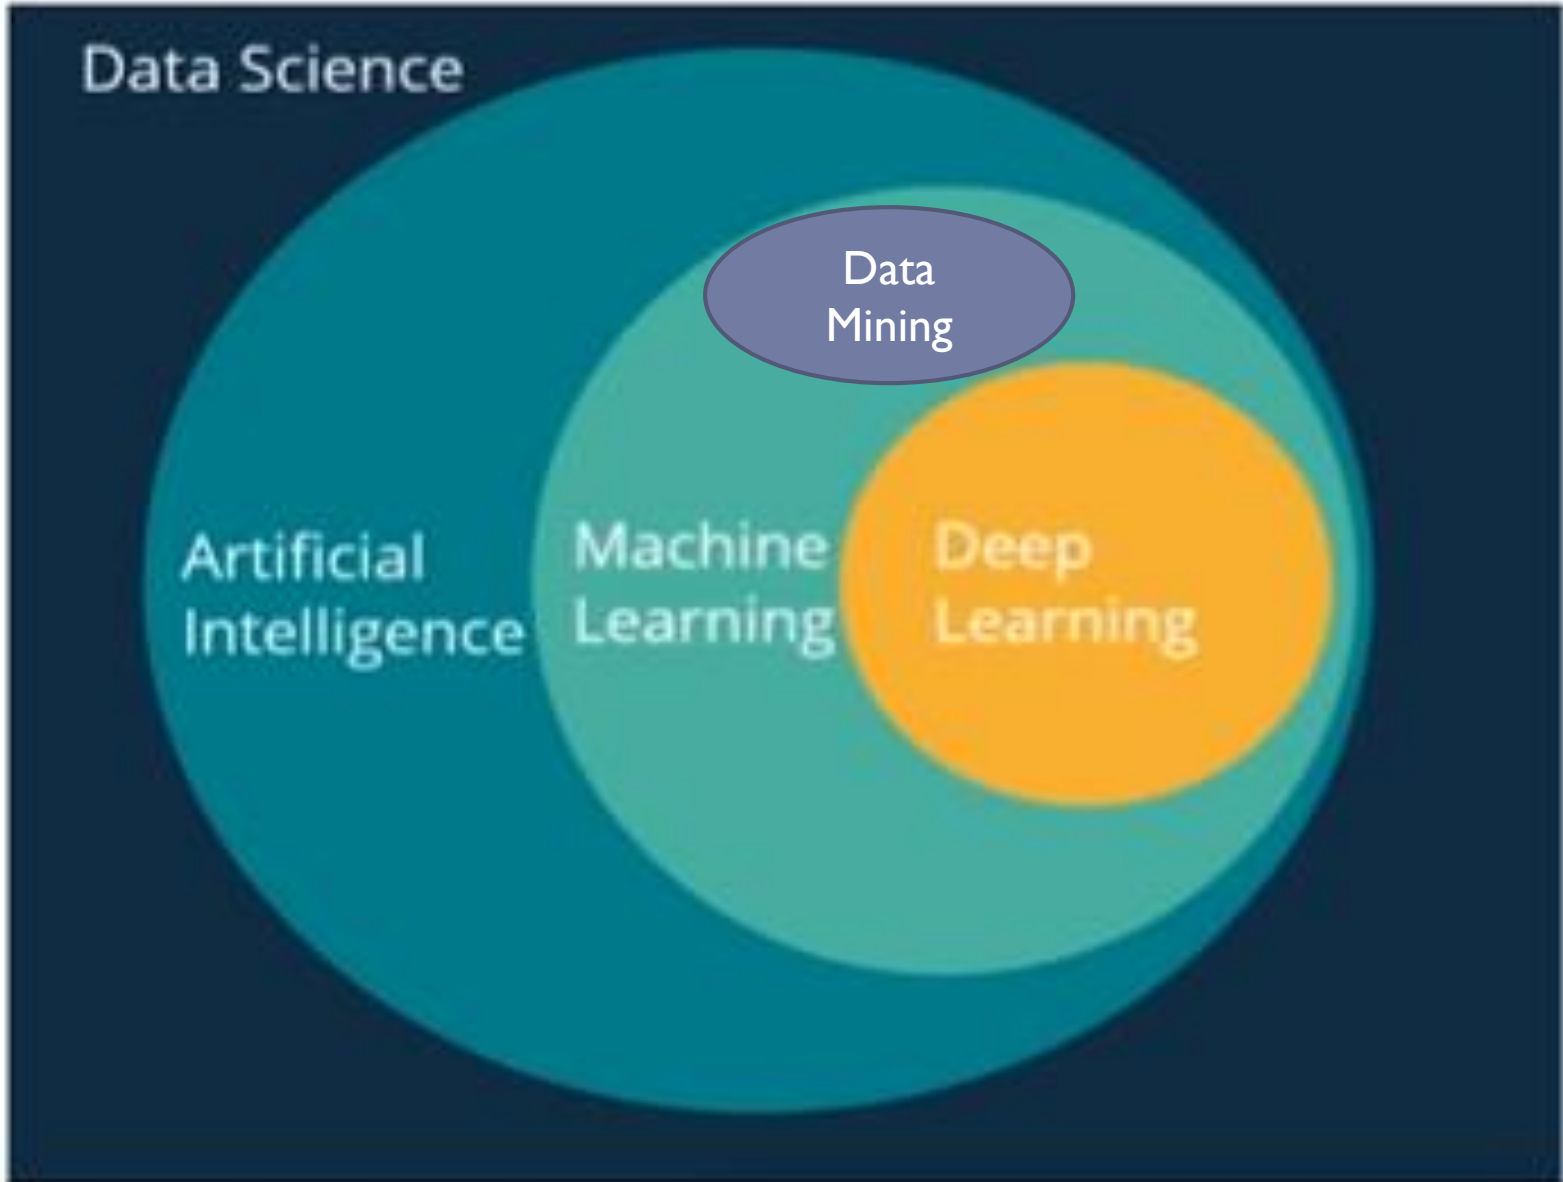 Data Science
Data
Mining
Artificial
Intelligence
Machine
Learning
Deep
Learning